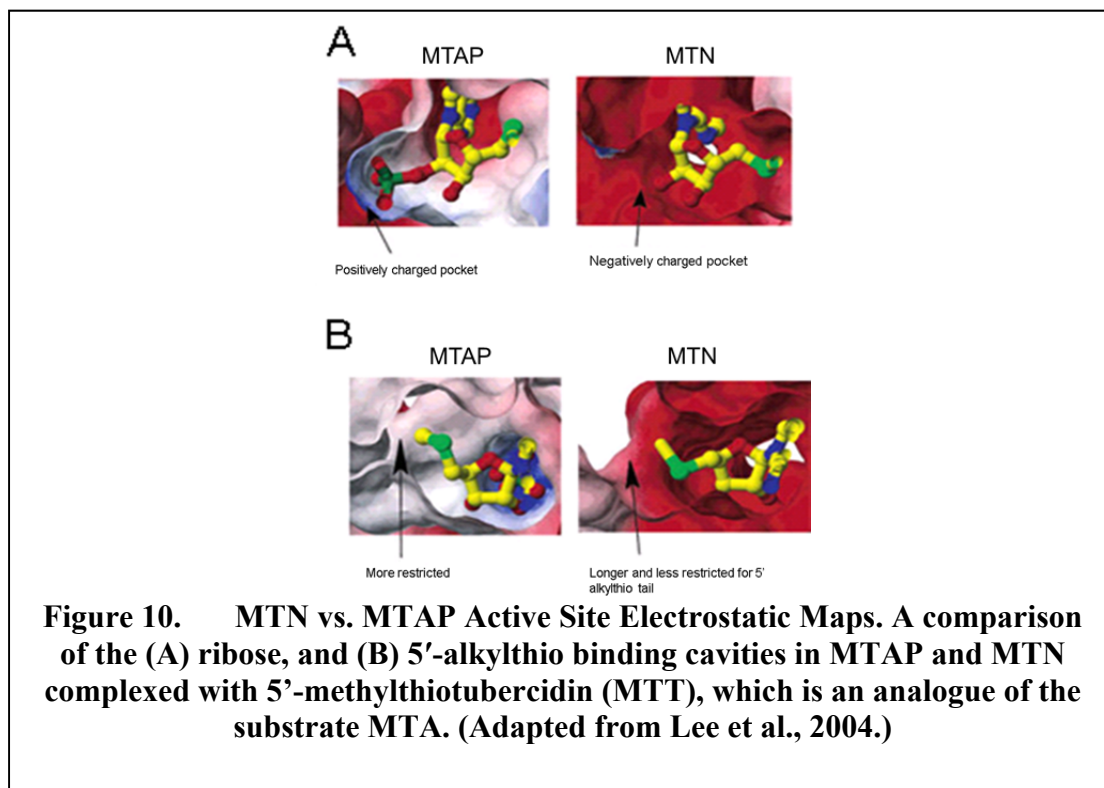 A
MTAP MTN
Positively charged pocket
Negatively charged pocket
B
MTAP MTN
More restricted
Longer and less restricted for 5'
alkylthio tail
Figure 10. MTN vs. MTAP Active Site Electrostatic Maps. A comparison
of the (A) ribose, and (B) 5′-alkylthio binding cavities in MTAP and MTN
complexed with 5’-methylthiotubercidin (MTT), which is an analogue of the
substrate MTA. (Adapted from Lee et al., 2004.)